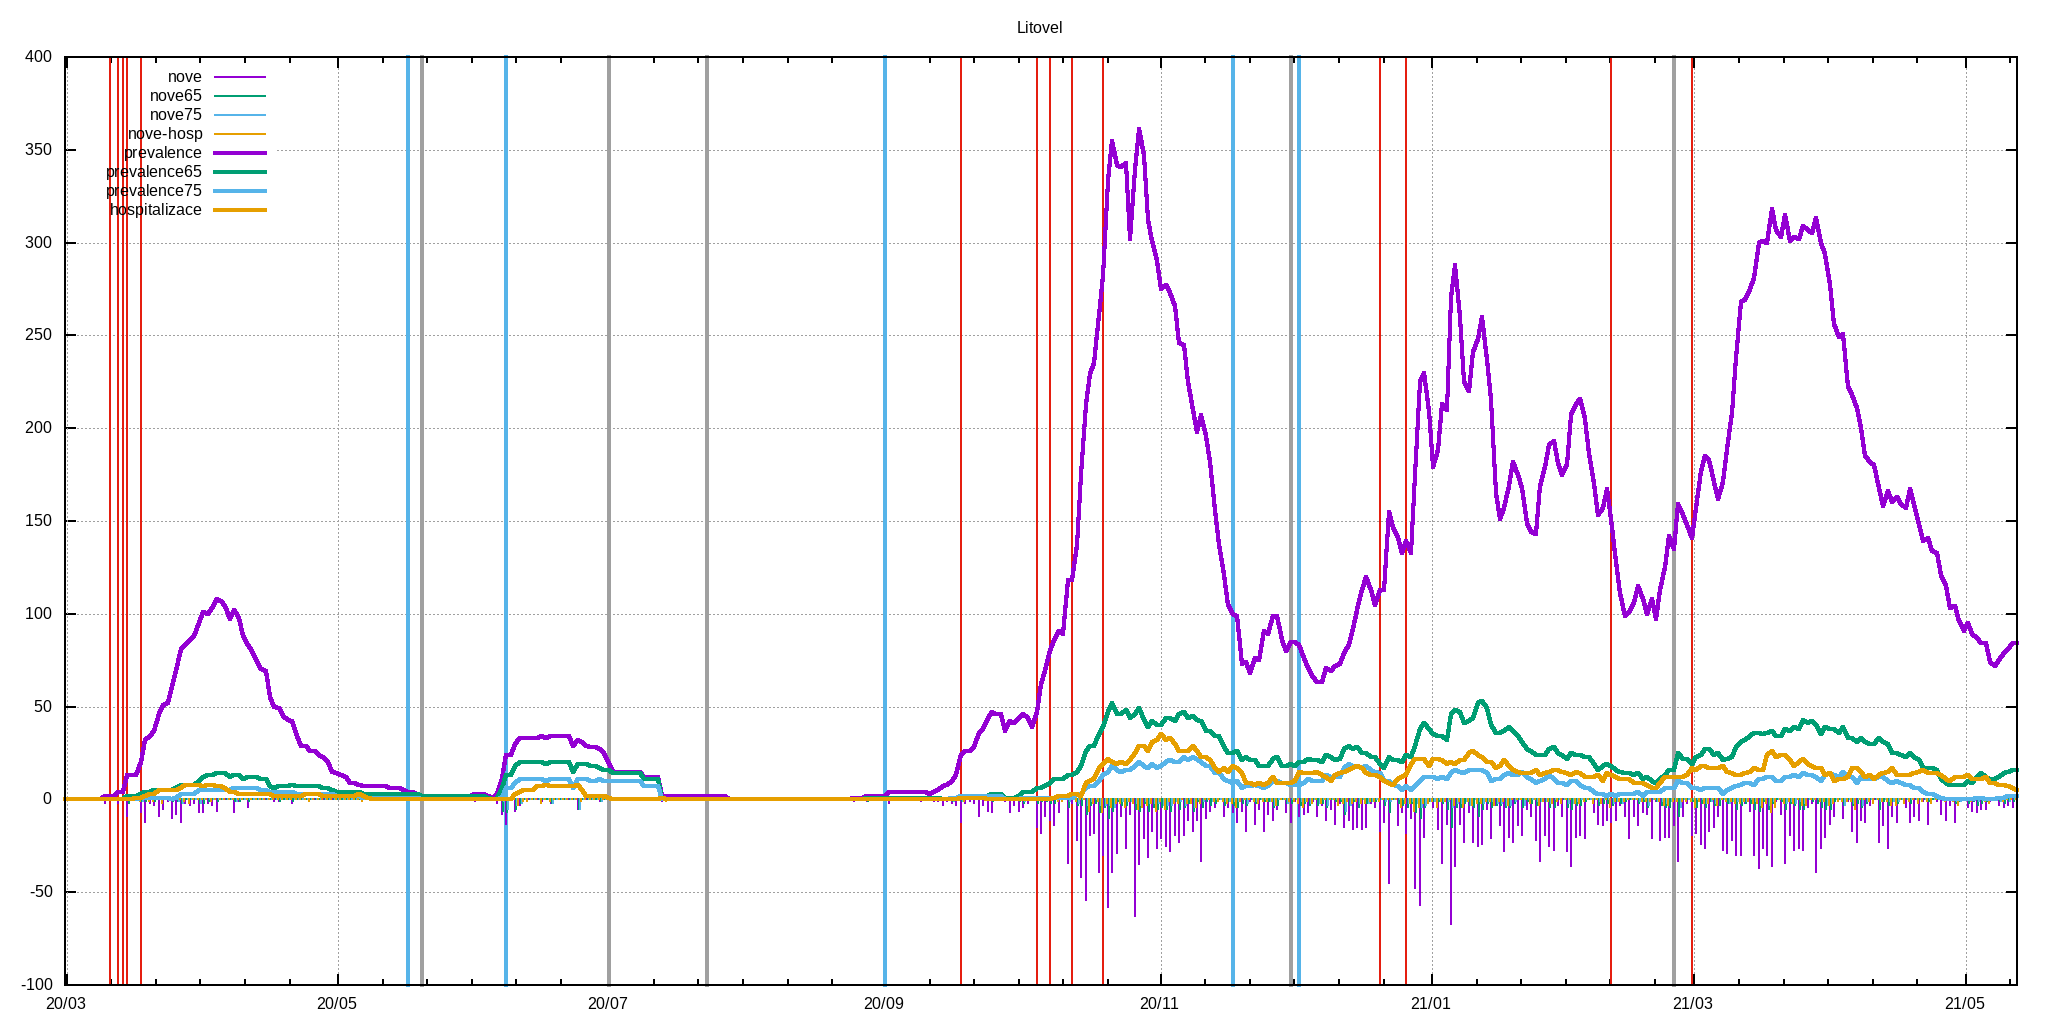 Litovel
400
350
300
250
200
150
100
50
0
-50
-100
nove
nove65
nove75
nove-hosp
prevalence
prevalence65
prevalence75
hospitalizace
20/03 20/05 20/07 20/09 20/11 21/01 21/03 21/05